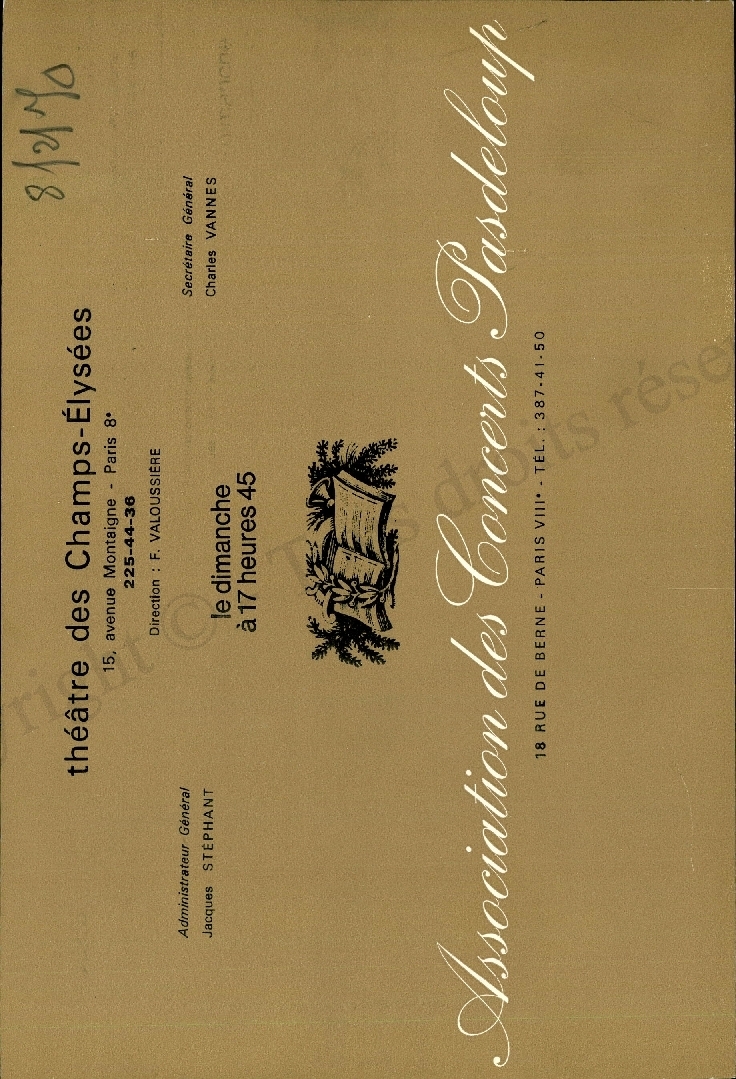 8/2/70
théâtre des Champs-Élysées
15, avenue Montaigne - Paris 8e
225-44-36
Direction : F. VALOUSSIÈRE
Administrateur Général
Jacques STÉPHANT
Secrétaire Général
Charles VANNES
le dimanche
à 17 heures 45
Association des Concerts Pasdeloup
18 RUE DE BERNE - PARIS VIIIe - TÉL. : 387-41-50